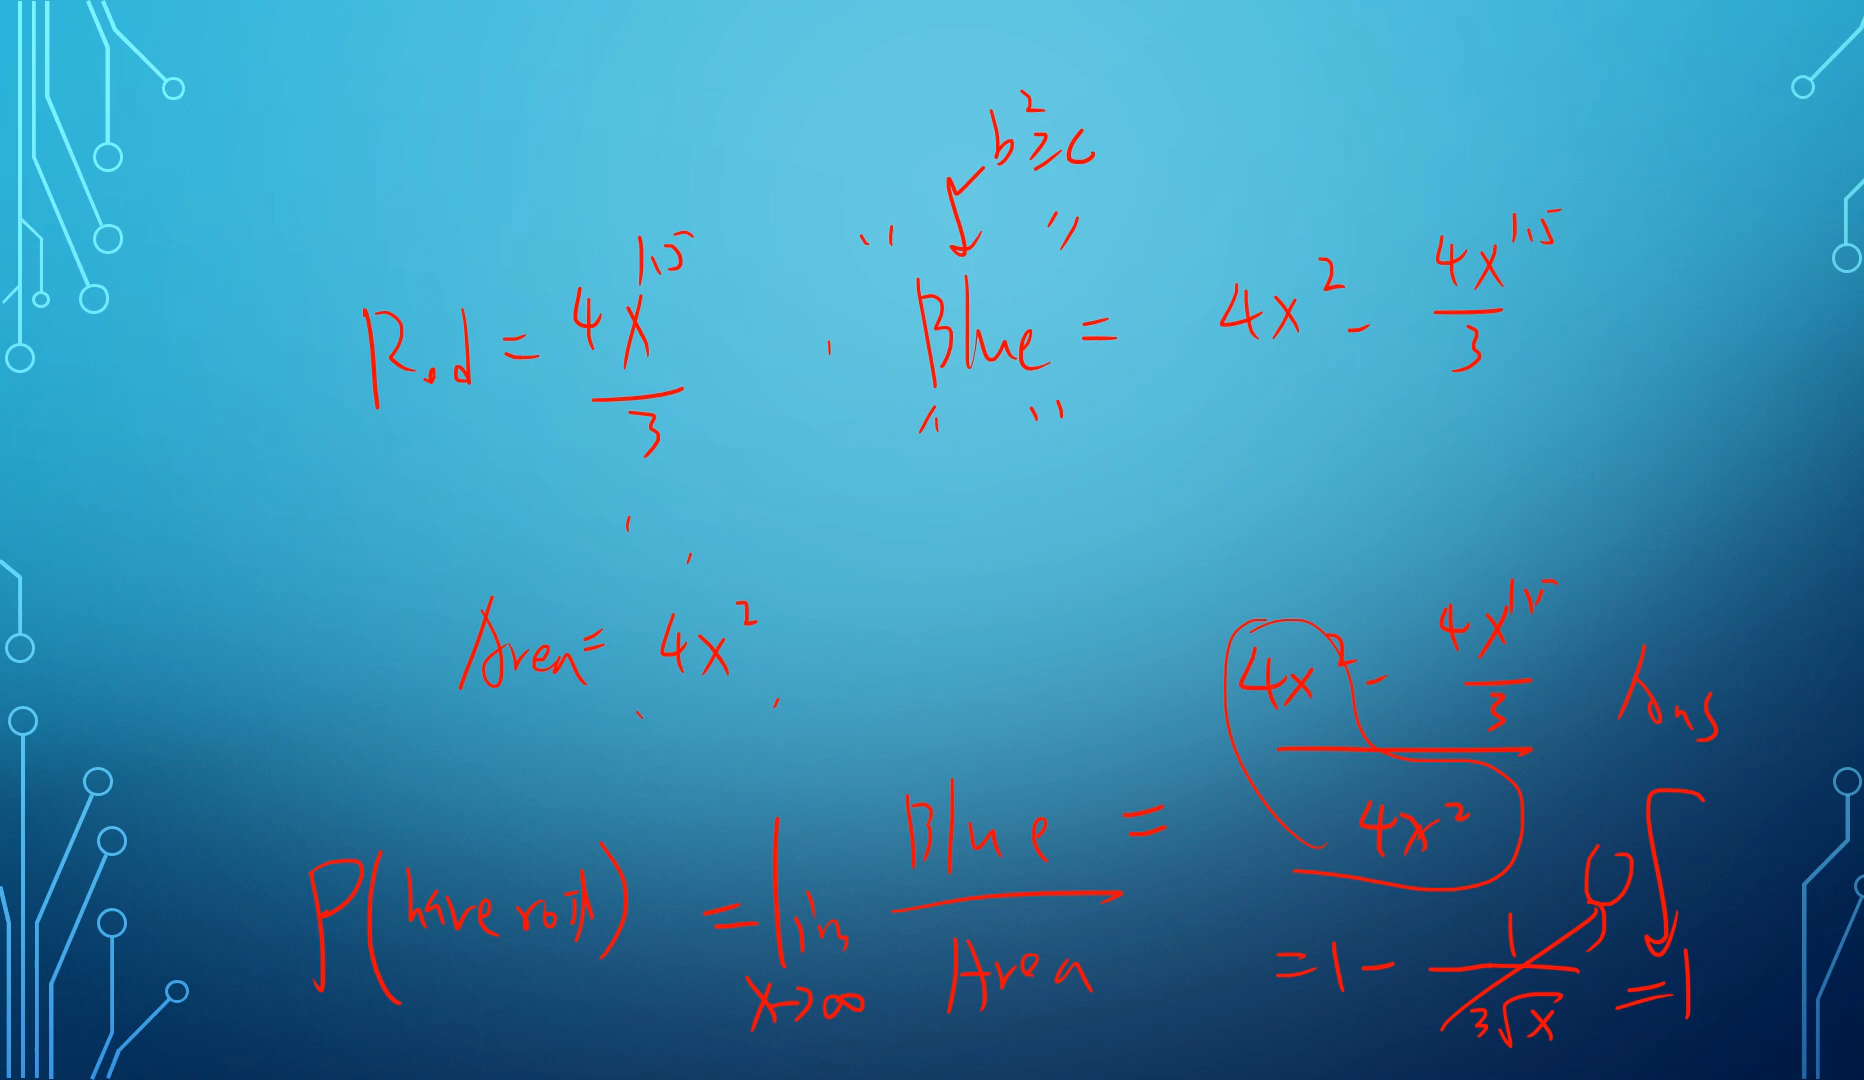 b² ≥ c
Red = 4x^1.5 / 3 , Blue = 4x² - 4x^1.5 / 3
Area = 4x²
P(have root) = lim x→∞ Blue / Area = (4x² - 4x^1.5 / 3) / 4x² Ans
= 1 - 1 / 3√x 0 = 1